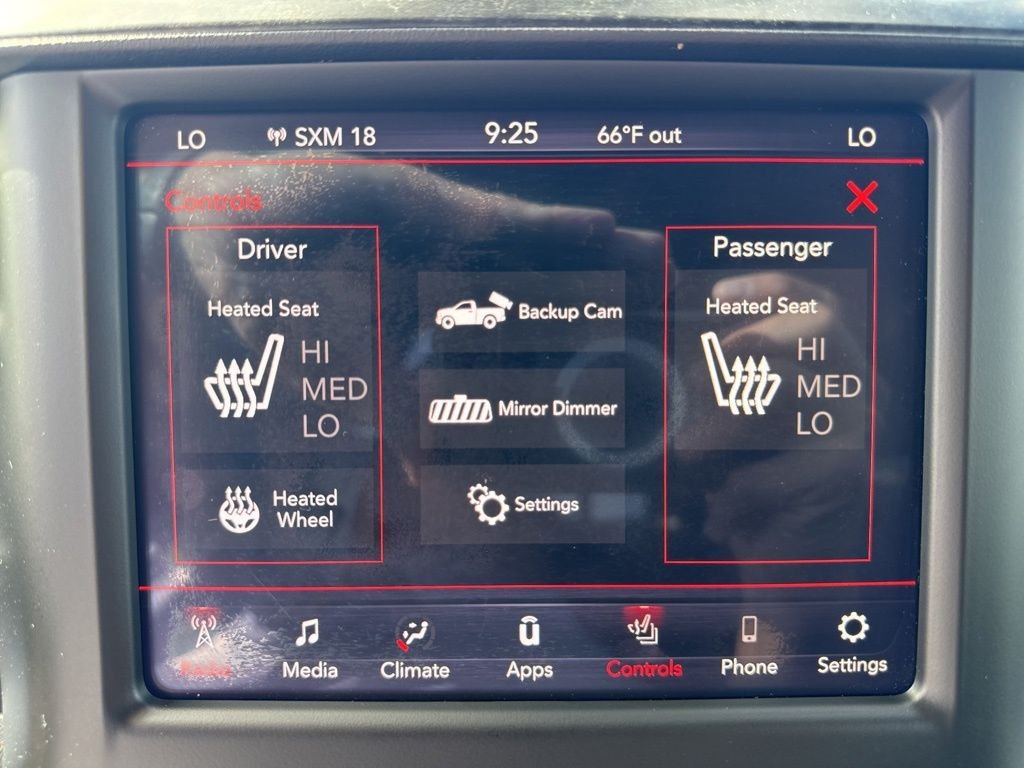 LO SXM 18 9:25 66°F out LO
Controls
Driver
Heated Seat
HI
MED
LO
Heated
Wheel
Backup Cam
Mirror Dimmer
Settings
Passenger
Heated Seat
HI
MED
LO
Radio Media Climate Apps Controls Phone Settings